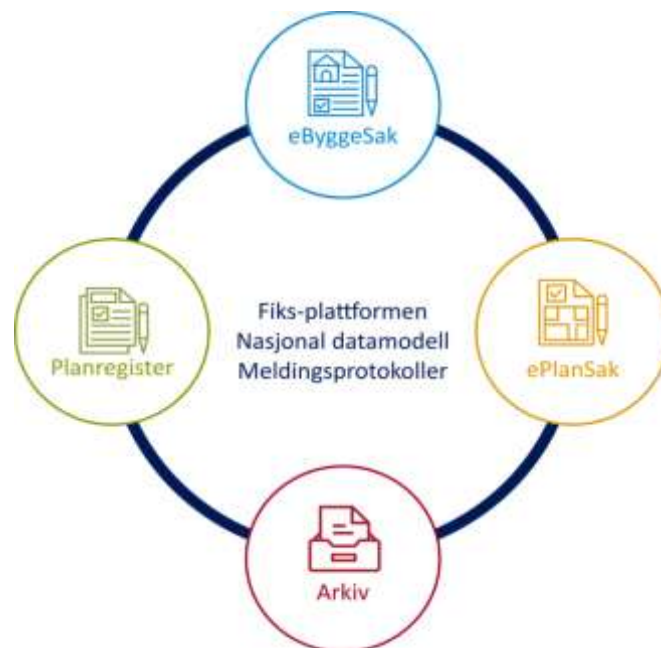 eByggeSak
Fiks-plattformen
Nasjonal datamodell
Meldingsprotokoller
Planregister
ePlanSak
Arkiv